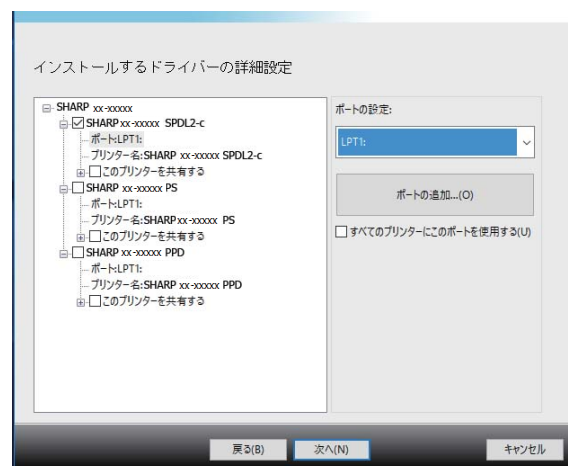 インストールするドライバーの詳細設定
SHARP xx-xxxxx
SHARP xx-xxxxx SPDL2-c
ポート:LPT1:
プリンター名:SHARP xx-xxxxx SPDL2-c
このプリンターを共有する
SHARP xx-xxxxx PS
ポート:LPT1:
プリンター名:SHARPxx-xxxxx PS
このプリンターを共有する
SHARP xx-xxxxx PPD
ポート:LPT1:
プリンター名:SHARP xx-xxxxx PPD
このプリンターを共有する
ポートの設定:
LPT1:
ポートの追加...(O)
すべてのプリンターにこのポートを使用する(U)
戻る(B)
次へ(N)
キャンセル